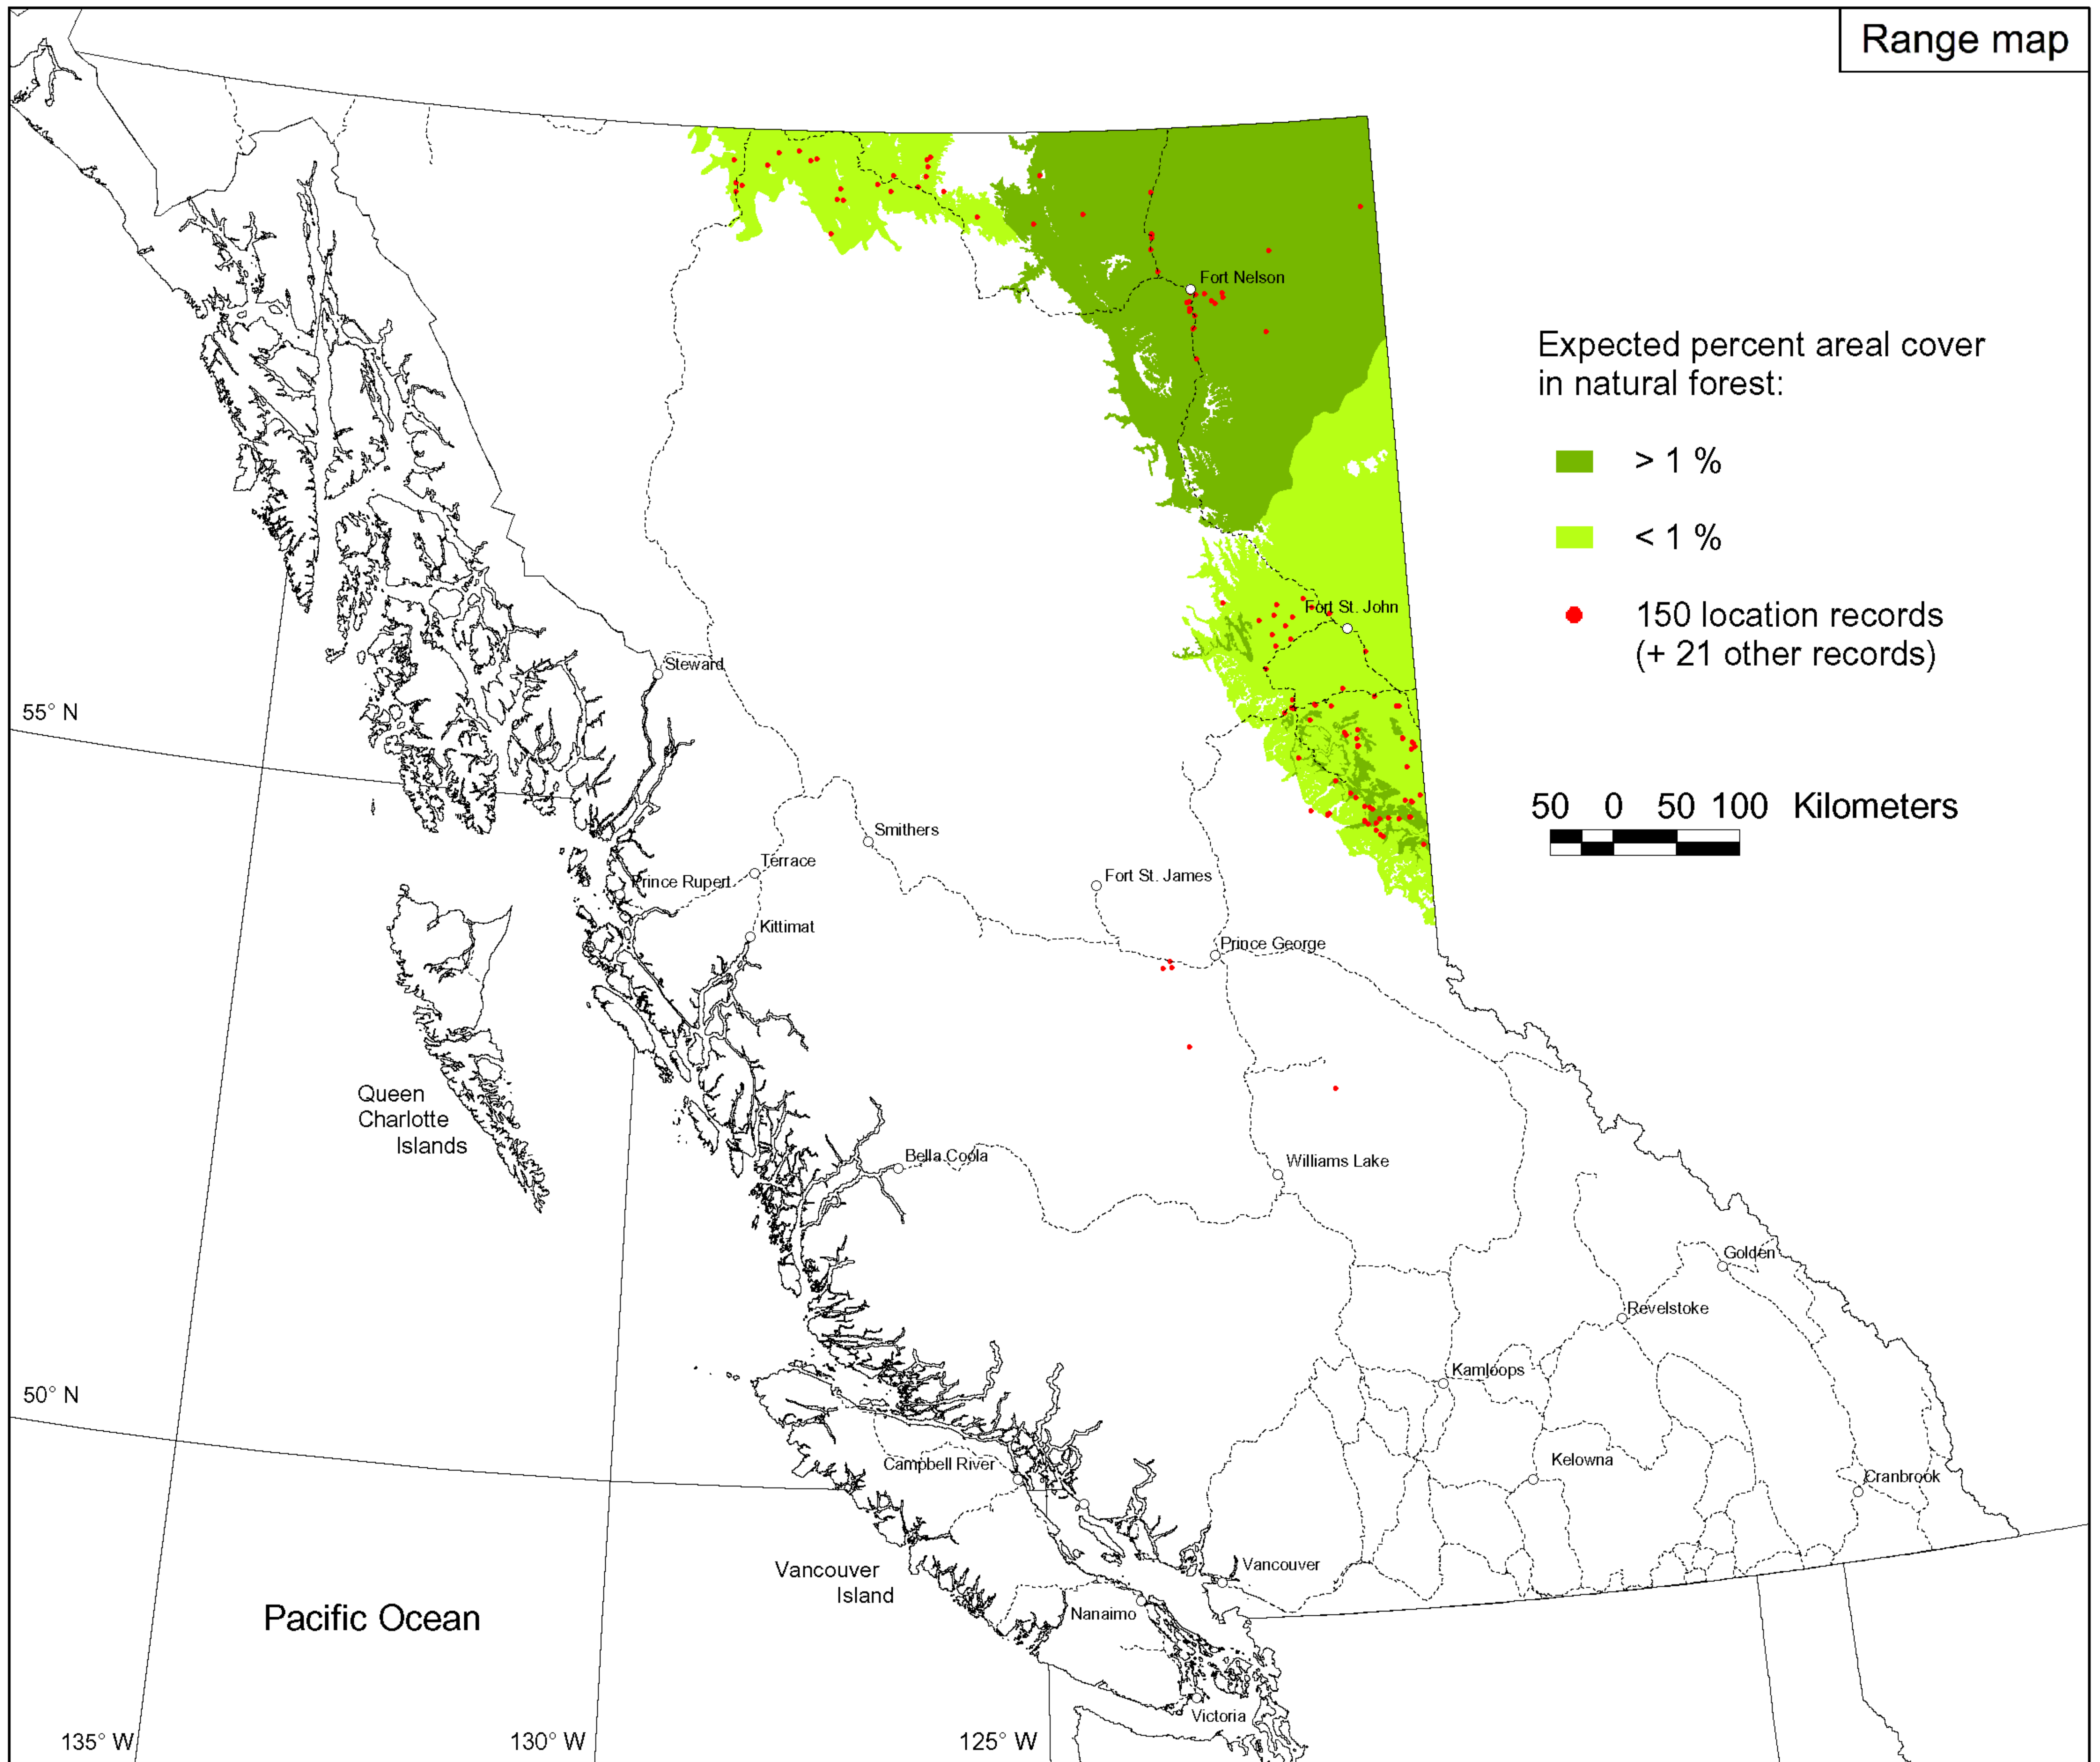 Range map
Fort Nelson
Expected percent areal cover
in natural forest:
> 1 %
< 1 %
150 location records
(+ 21 other records)
Fort St. John
Steward
55° N
50 0 50 100 Kilometers
Smithers
Terrace
Prince Rupert
Fort St. James
Kittimat
Prince George
Queen
Charlotte
Islands
Bella Coola
Williams Lake
Golden
Revelstoke
Kamloops
50° N
Campbell River
Kelowna
Cranbrook
Vancouver
Island
Vancouver
Pacific Ocean
Nanaimo
Victoria
135° W
130° W
125° W